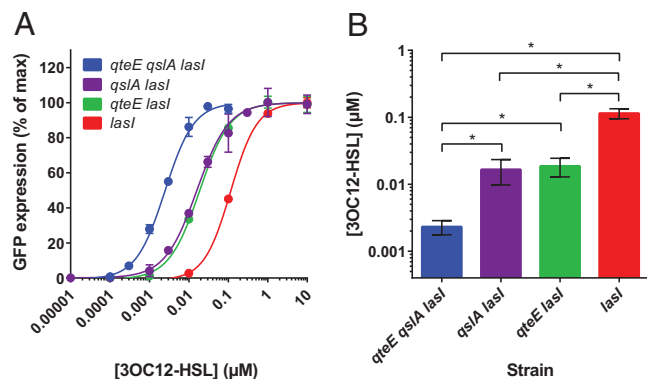 A
GFP expression (% of max)
120
100
80
60
40
20
0
qteE qslA lasI
qslA lasI
qteE lasI
lasI
0.00001
0.0001
0.001
0.01
0.1
1
10
[3OC12-HSL] (µM)
B
[3OC12-HSL] (µM)
1
0.1
0.01
0.001
*
*
*
*
*
*
qteE qslA lasI
qslA lasI
qteE lasI
lasI
Strain